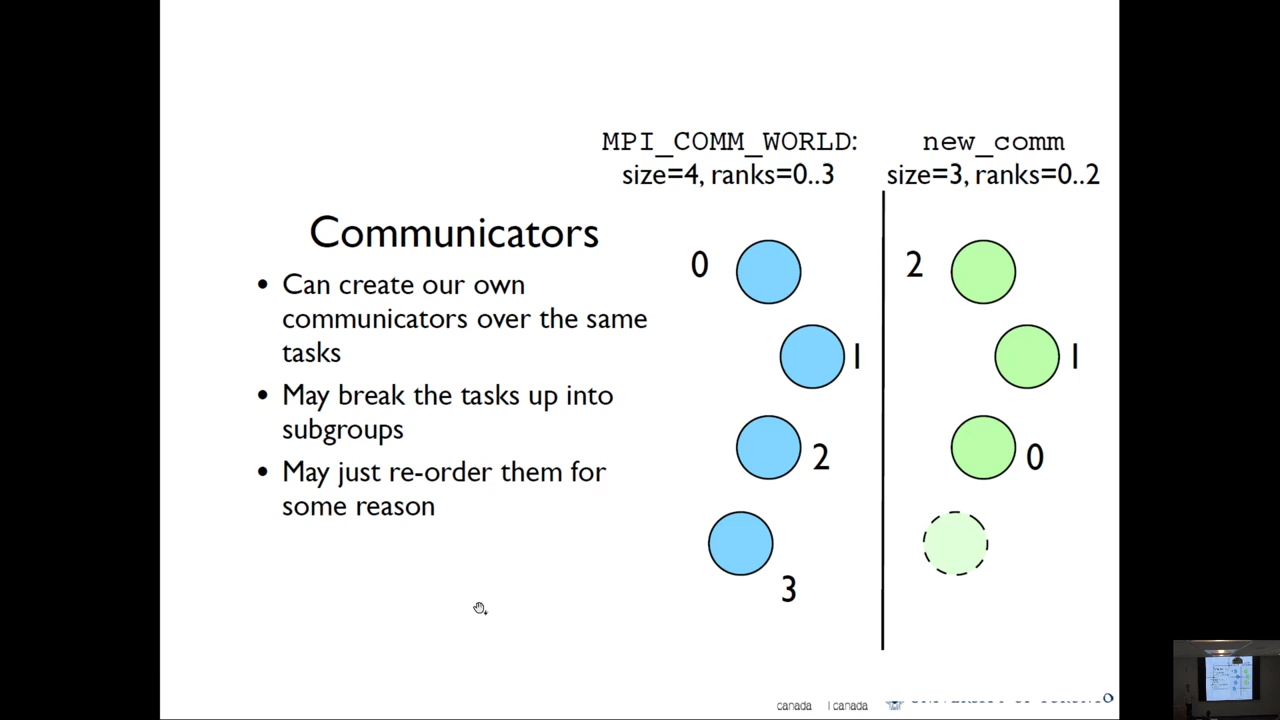 MPI_COMM_WORLD:
size=4, ranks=0..3
new_comm
size=3, ranks=0..2
Communicators
• Can create our own
communicators over the same
tasks
• May break the tasks up into
subgroups
• May just re-order them for
some reason
0
1
2
3
2
1
0
canada
canada